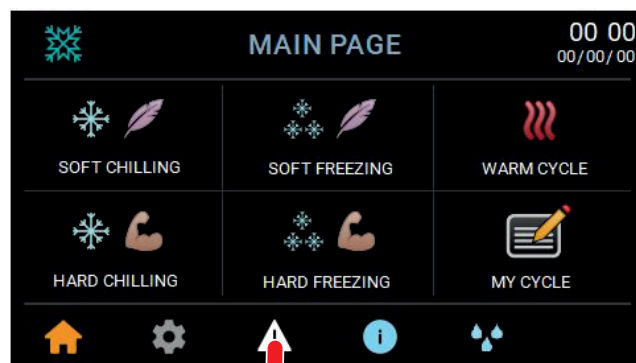 MAIN PAGE
00 00
00/00/00
SOFT CHILLING
SOFT FREEZING
WARM CYCLE
HARD CHILLING
HARD FREEZING
MY CYCLE
i